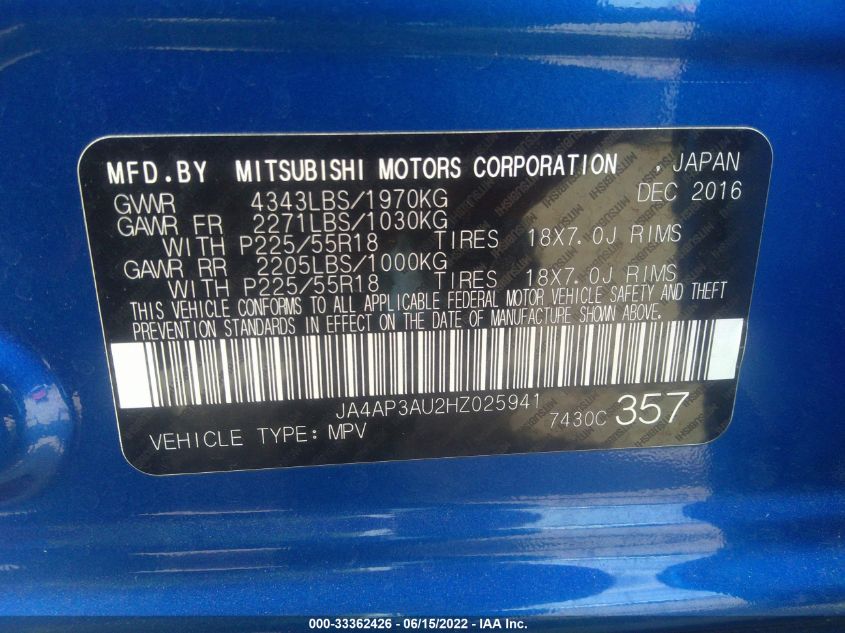 MFD.BY MITSUBISHI MOTORS CORPORATION , JAPAN
GVWR 4343LBS/1970KG DEC 2016
GAWR FR 2271LBS/1030KG
WITH P225/55R18 TIRES 18X7.0J RIMS
GAWR RR 2205LBS/1000KG
WITH P225/55R18 TIRES 18X7.0J RIMS
THIS VEHICLE CONFORMS TO ALL APPLICABLE FEDERAL MOTOR VEHICLE SAFETY AND THEFT
PREVENTION STANDARDS IN EFFECT ON THE DATE OF MANUFACTURE SHOWN ABOVE.
JA4AP3AU2HZ025941
7430C 357
VEHICLE TYPE: MPV
000-33362426 - 06/15/2022 - IAA Inc.